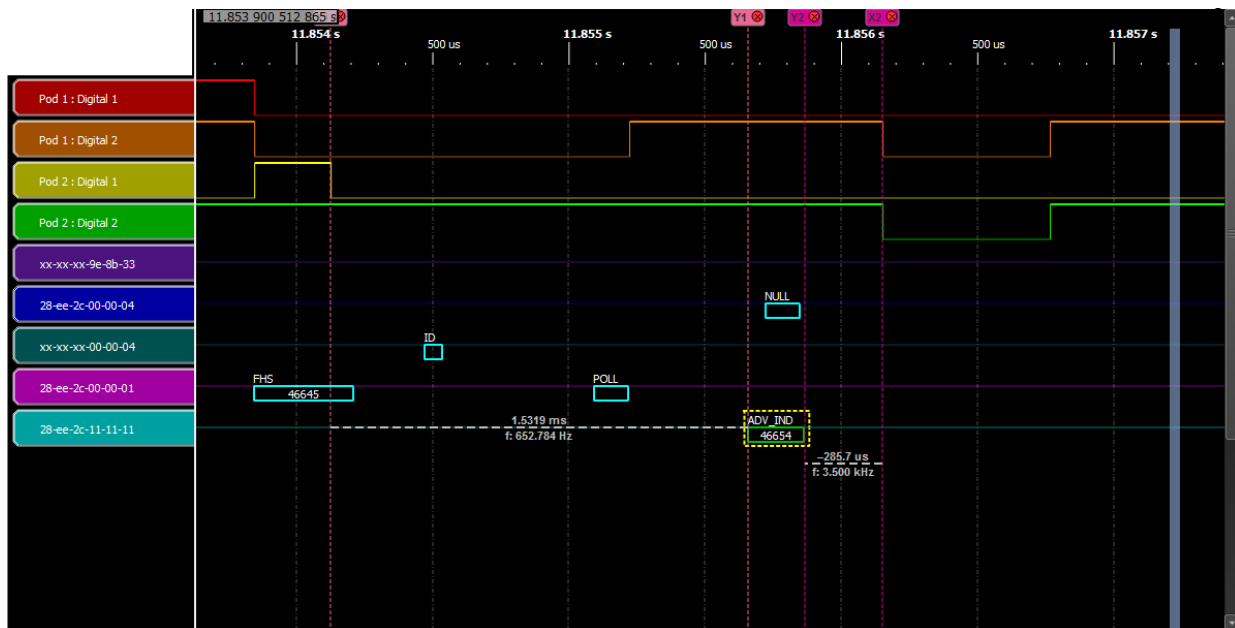 11.853 900 512 865 s
Y1
Y2
X2
11.854 s
500 us
11.855 s
500 us
11.856 s
500 us
11.857 s
Pod 1 : Digital 1
Pod 1 : Digital 2
Pod 2 : Digital 1
Pod 2 : Digital 2
xx-xx-xx-9e-8b-33
28-ee-2c-00-00-04
NULL
xx-xx-xx-00-00-04
ID
28-ee-2c-00-00-01
FHS
46645
POLL
28-ee-2c-11-11-11
1.5319 ms
f: 652.784 Hz
ADV_IND
46654
−285.7 us
f: 3.500 kHz